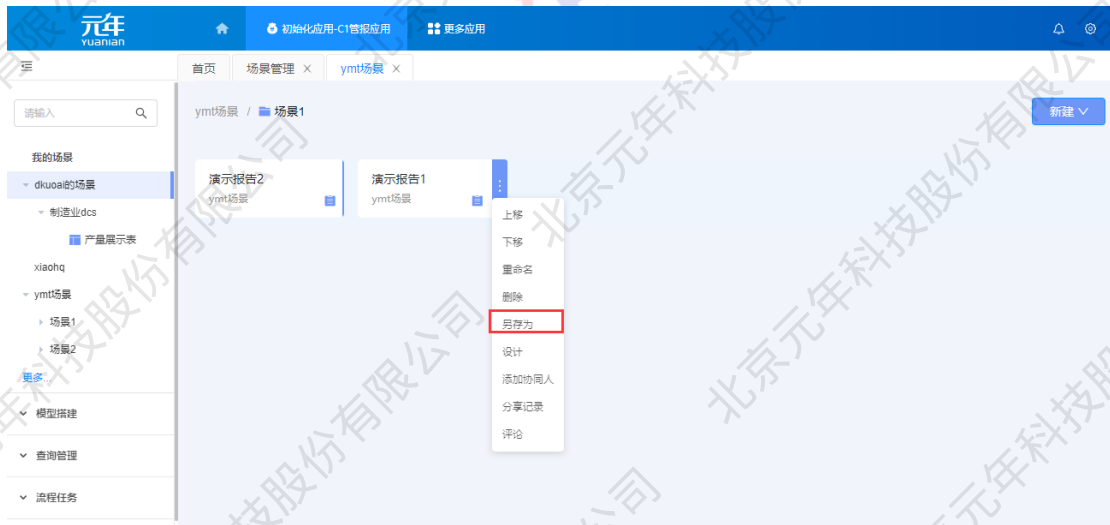 元年
yuanian
初始化应用-C1管报应用
更多应用
首页
场景管理 ×
ymt场景 ×
请输入
ymt场景 / 场景1
新建
我的场景
dkuoai的场景
制造业dcs
产量展示表
xiaohq
ymt场景
场景1
场景2
更多...
模型搭建
查询管理
流程任务
演示报告2
ymt场景
演示报告1
ymt场景
上移
下移
重命名
删除
另存为
设计
添加协同人
分享记录
评论
北京元年科技股份有限公司